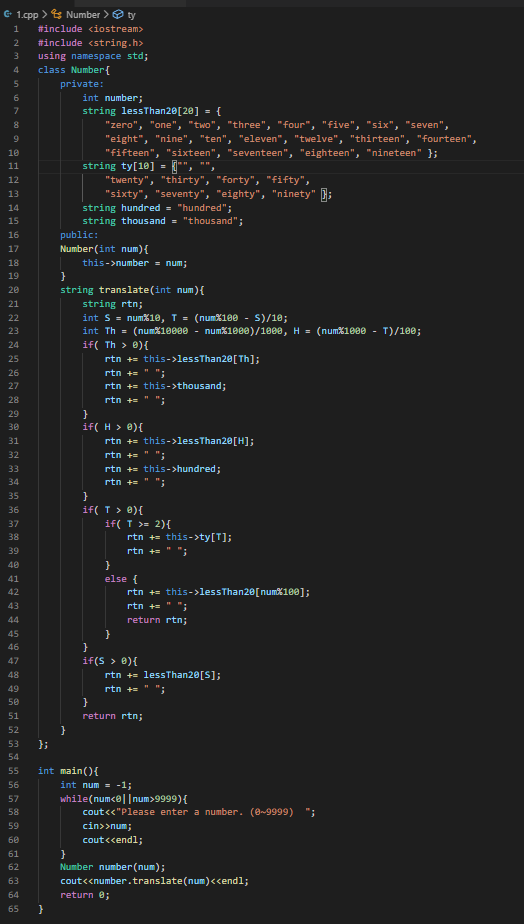 1.cpp > Number > ty
1 #include <iostream>
2 #include <string.h>
3 using namespace std;
4 class Number{
5 private:
6 int number;
7 string lessThan20[20] = {
8 "zero", "one", "two", "three", "four", "five", "six", "seven",
9 "eight", "nine", "ten", "eleven", "twelve", "thirteen", "fourteen",
10 "fifteen", "sixteen", "seventeen", "eighteen", "nineteen" };
11 string ty[10] = {"", "",
12 "twenty", "thirty", "forty", "fifty",
13 "sixty", "seventy", "eighty", "ninety" };
14 string hundred = "hundred";
15 string thousand = "thousand";
16 public:
17 Number(int num){
18 this->number = num;
19 }
20 string translate(int num){
21 string rtn;
22 int S = num%10, T = (num%100 - S)/10;
23 int Th = (num%10000 - num%1000)/1000, H = (num%1000 - T)/100;
24 if( Th > 0){
25 rtn += this->lessThan20[Th];
26 rtn += " ";
27 rtn += this->thousand;
28 rtn += " ";
29 }
30 if( H > 0){
31 rtn += this->lessThan20[H];
32 rtn += " ";
33 rtn += this->hundred;
34 rtn += " ";
35 }
36 if( T > 0){
37 if( T >= 2){
38 rtn += this->ty[T];
39 rtn += " ";
40 }
41 else {
42 rtn += this->lessThan20[num%100];
43 rtn += " ";
44 return rtn;
45 }
46 }
47 if(S > 0){
48 rtn += lessThan20[S];
49 rtn += " ";
50 }
51 return rtn;
52 }
53 };
54
55 int main(){
56 int num = -1;
57 while(num<0||num>9999){
58 cout<<"Please enter a number. (0~9999)  ";
59 cin>>num;
60 cout<<endl;
61 }
62 Number number(num);
63 cout<<number.translate(num)<<endl;
64 return 0;
65 }